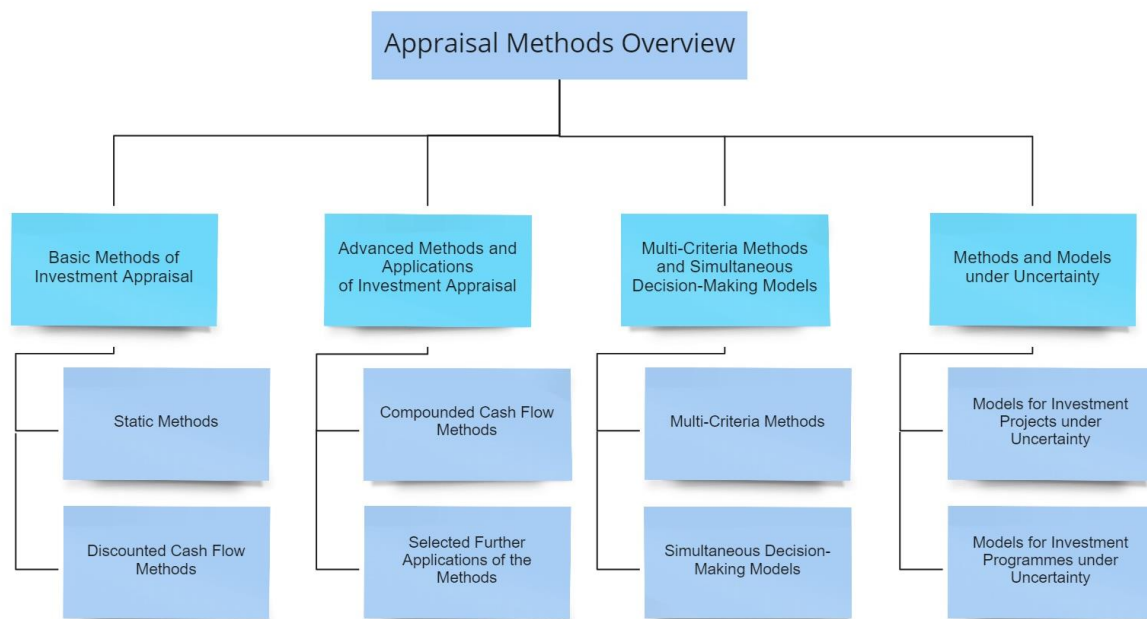 Appraisal Methods Overview
Basic Methods of
Investment Appraisal
Advanced Methods and
Applications
of Investment Appraisal
Multi-Criteria Methods
and Simultaneous
Decision-Making Models
Methods and Models
under Uncertainty
Static Methods
Compounded Cash Flow
Methods
Multi-Criteria Methods
Models for Investment
Projects under
Uncertainty
Discounted Cash Flow
Methods
Selected Further
Applications of the
Methods
Simultaneous Decision-
Making Models
Models for Investment
Programmes under
Uncertainty